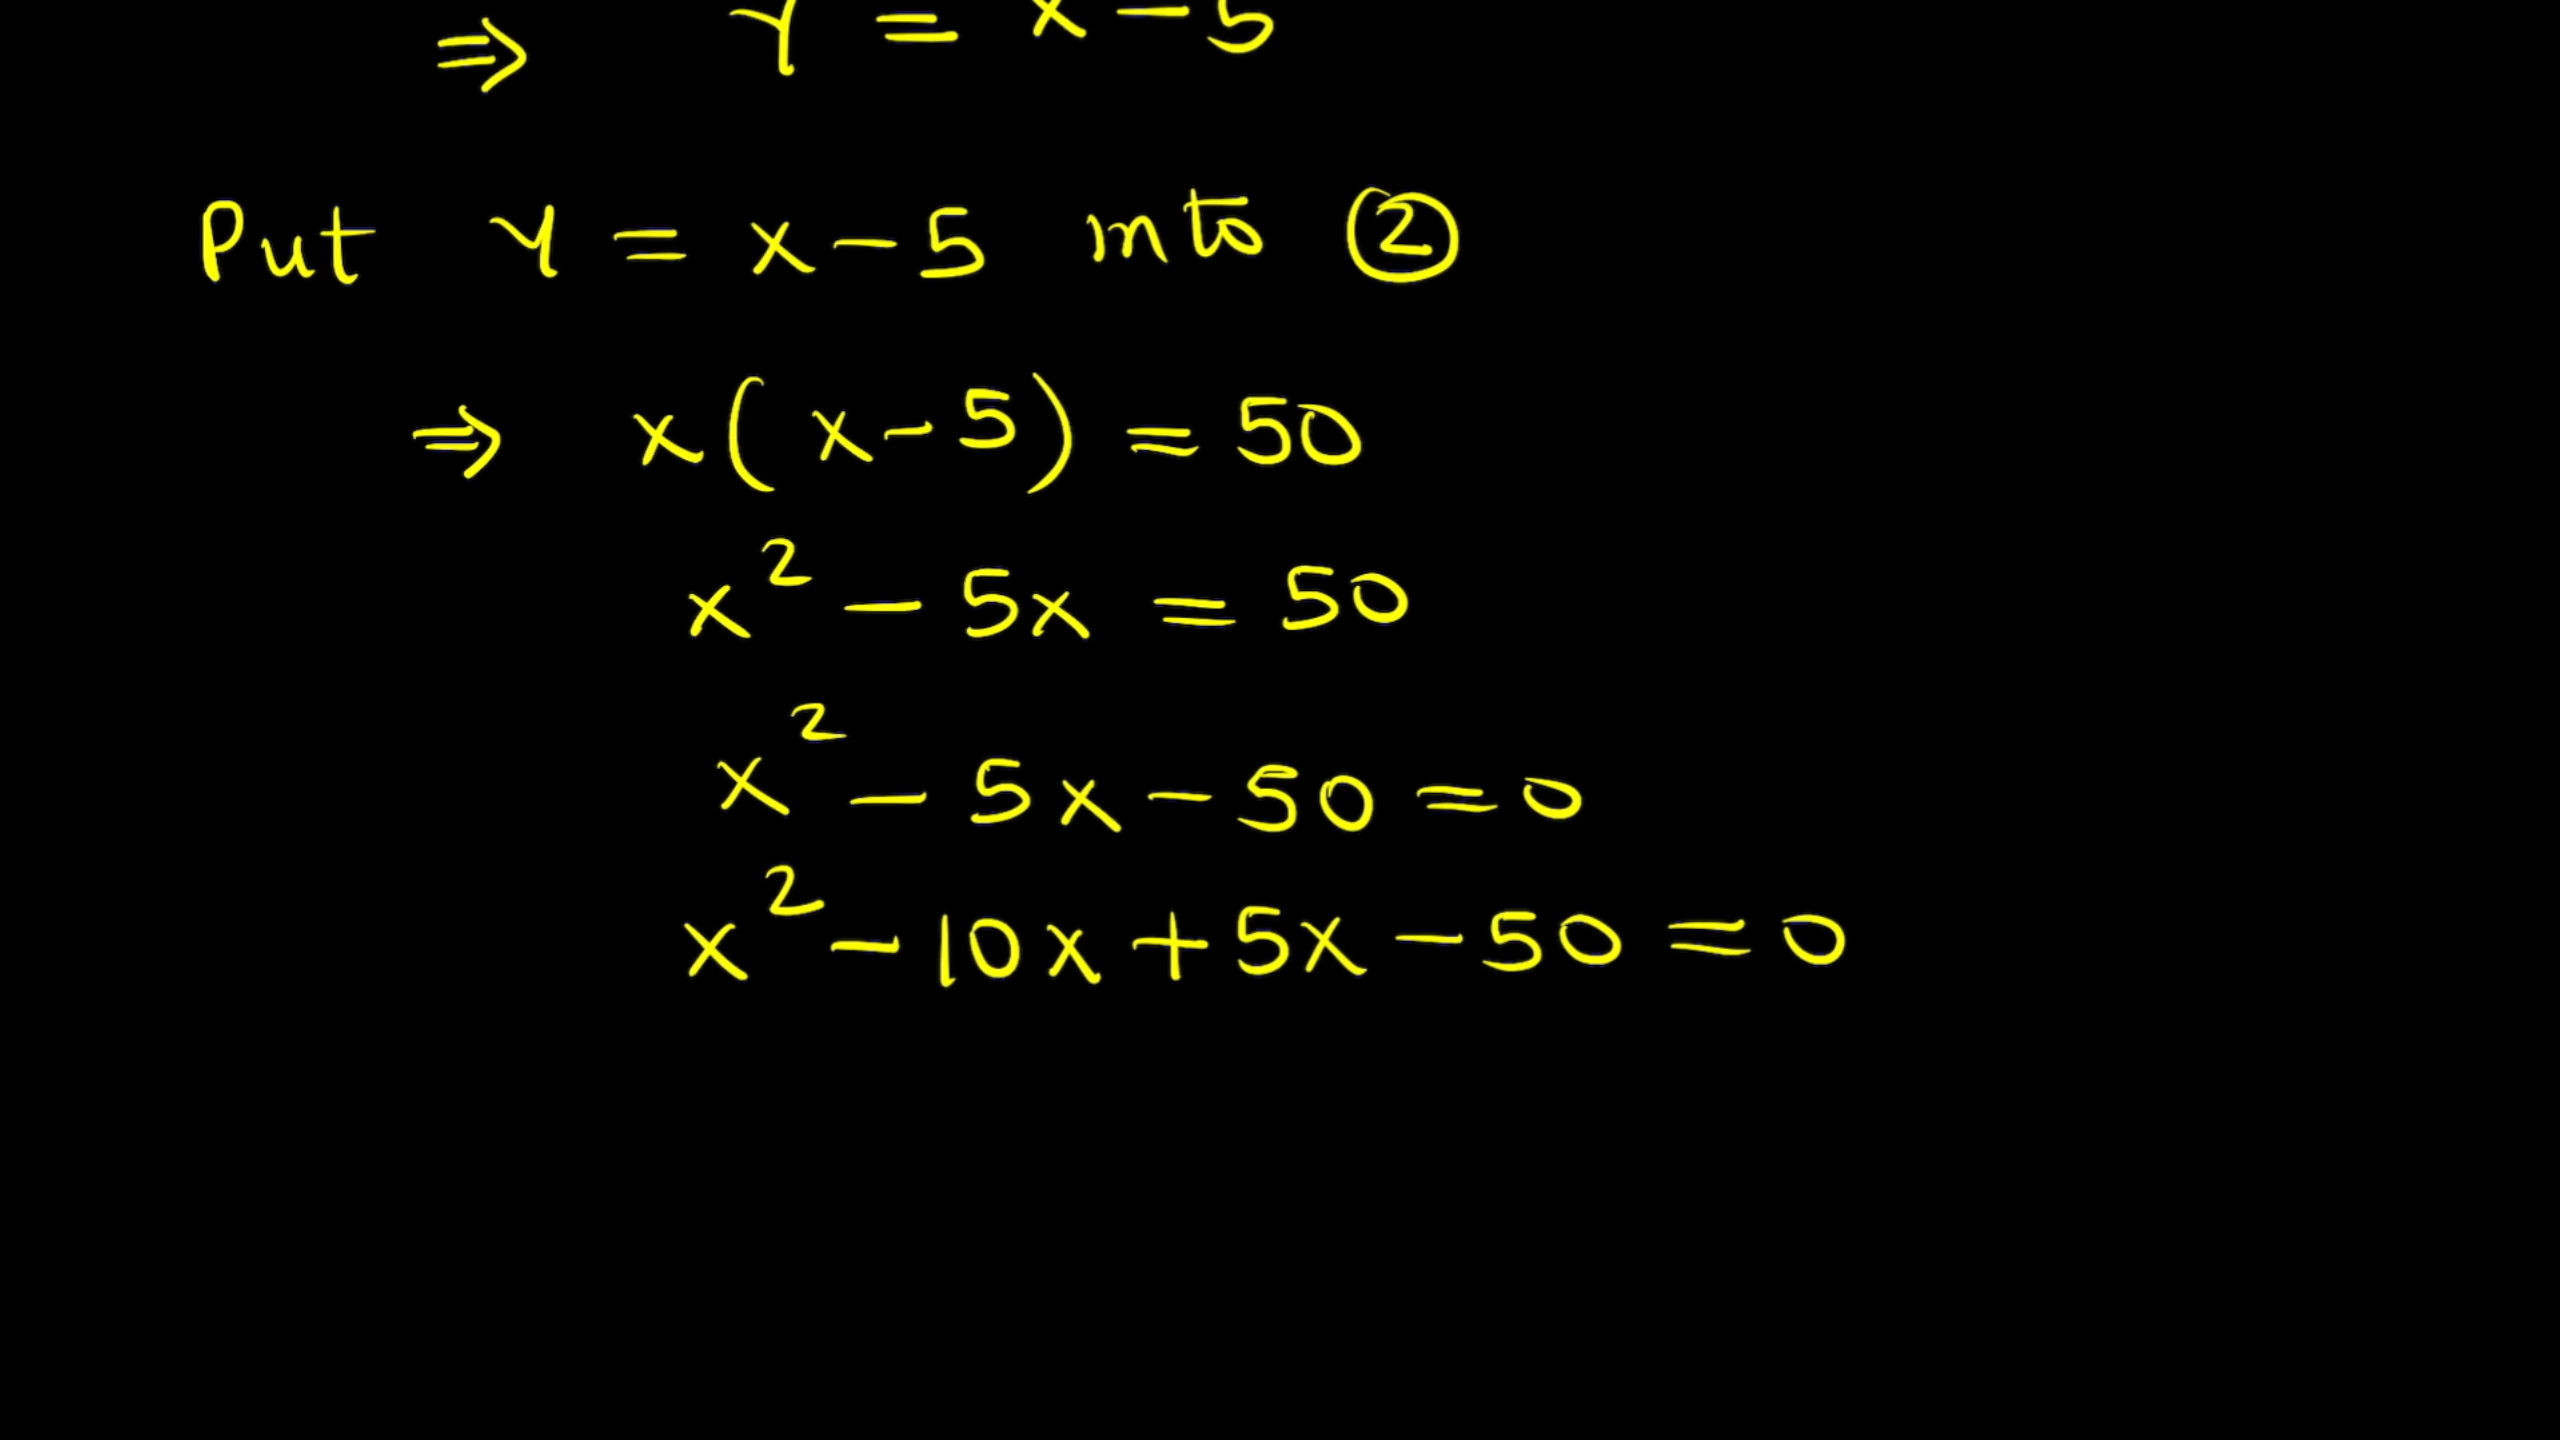 ⇒ Y = x - 5
Put Y = x - 5 into ②
⇒ x(x - 5) = 50
x² - 5x = 50
x² - 5x - 50 = 0
x² - 10x + 5x - 50 = 0